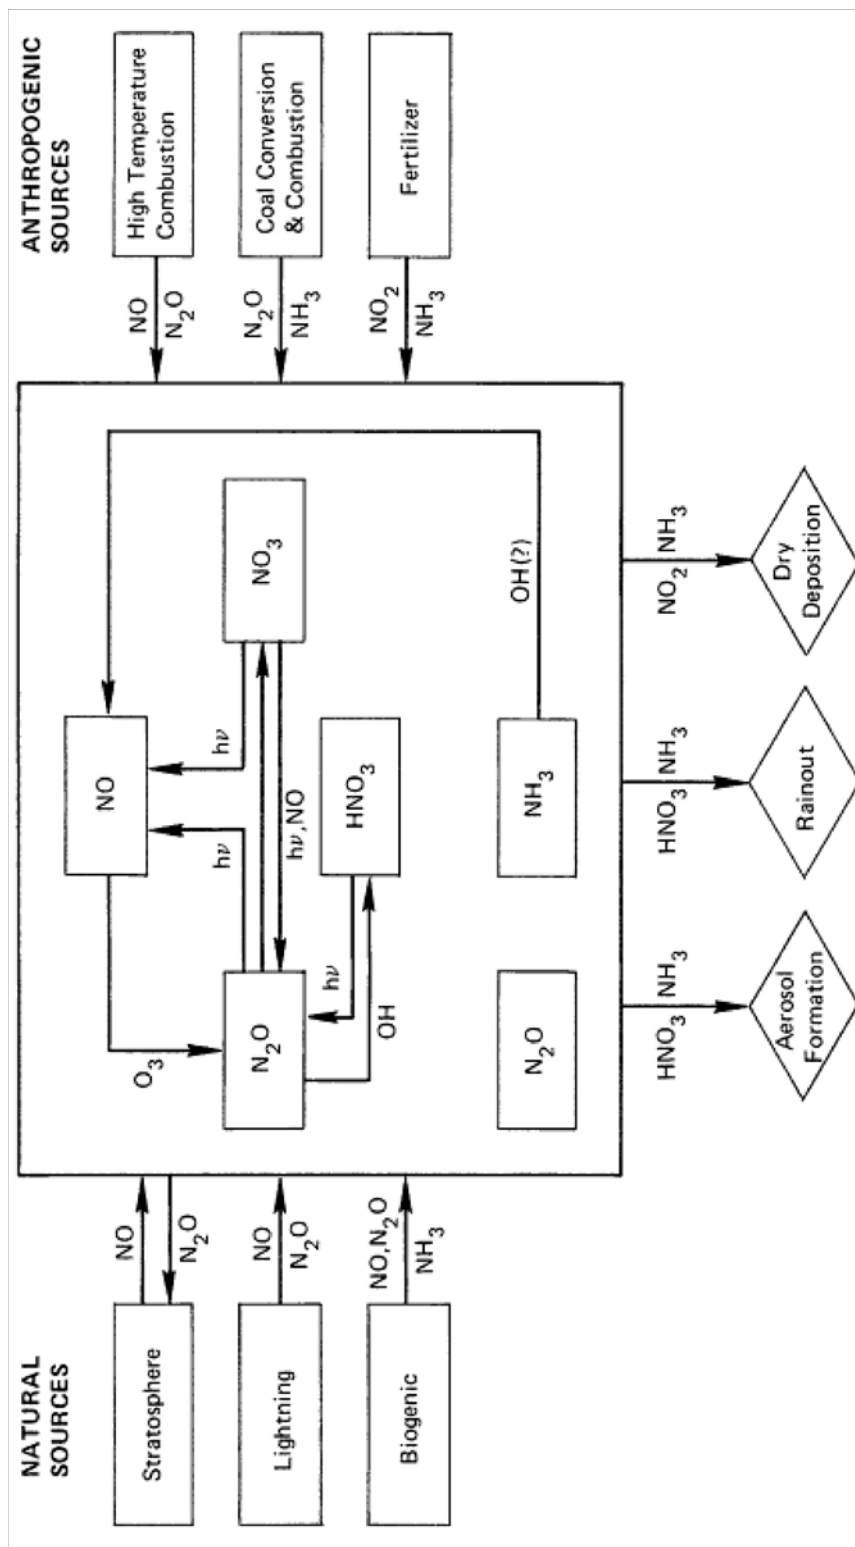 NATURAL
SOURCES
ANTHROPOGENIC
SOURCES
Stratosphere
NO
N₂O
Lightning
NO
N₂O
Biogenic
NO,N₂O
NH₃
O₃
NO
hν
hν
N₂O
NO₃
hν,NO
hν
OH
HNO₃
N₂O
NH₃
OH(?)
NO
N₂O
High Temperature
Combustion
N₂O
NH₃
Coal Conversion
& Combustion
NO₂
NH₃
Fertilizer
HNO₃
NH₃
Aerosol
Formation
HNO₃
NH₃
Rainout
NO₂
NH₃
Dry
Deposition